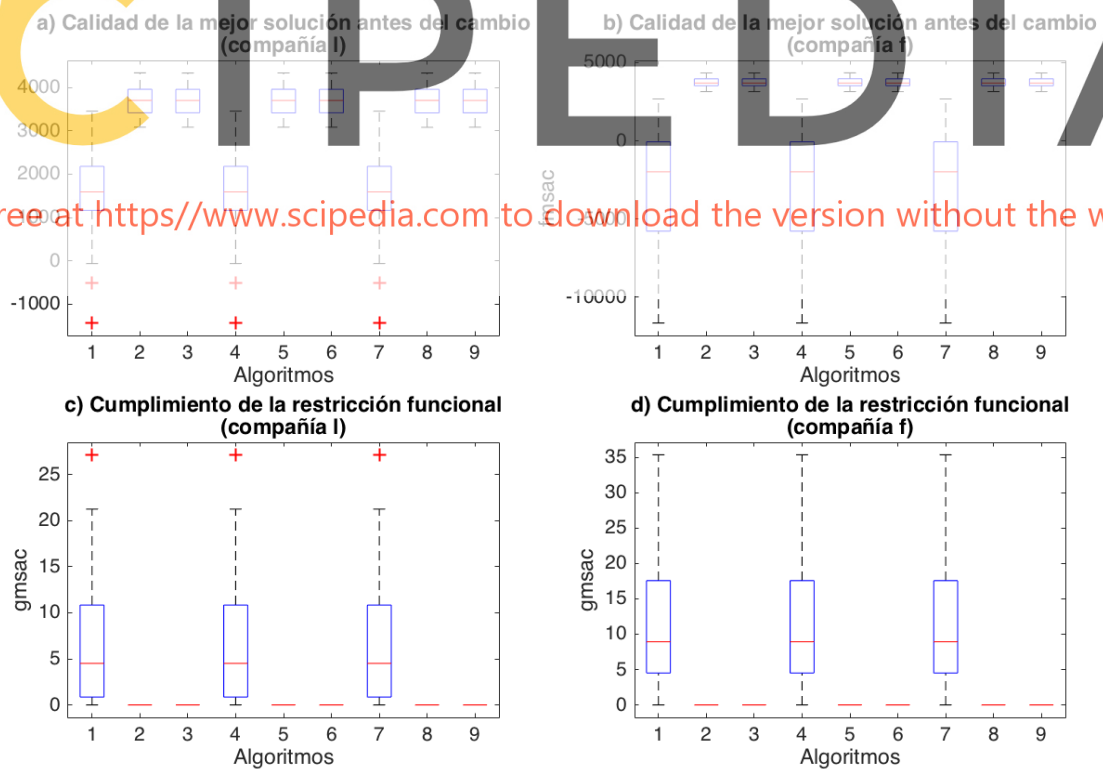 CIPEDIA
a) Calidad de la mejor solución antes del cambio
(compañía l)
4000
3000
2000
1000
0
-1000
1 2 3 4 5 6 7 8 9
Algoritmos
b) Calidad de la mejor solución antes del cambio
(compañía f)
fmsac
5000
0
-5000
-10000
1 2 3 4 5 6 7 8 9
Algoritmos
ree at https//www.scipedia.com to download the version without the w
c) Cumplimiento de la restricción funcional
(compañía l)
gmsac
25
20
15
10
5
0
1 2 3 4 5 6 7 8 9
Algoritmos
d) Cumplimiento de la restricción funcional
(compañía f)
gmsac
35
30
25
20
15
10
5
0
1 2 3 4 5 6 7 8 9
Algoritmos